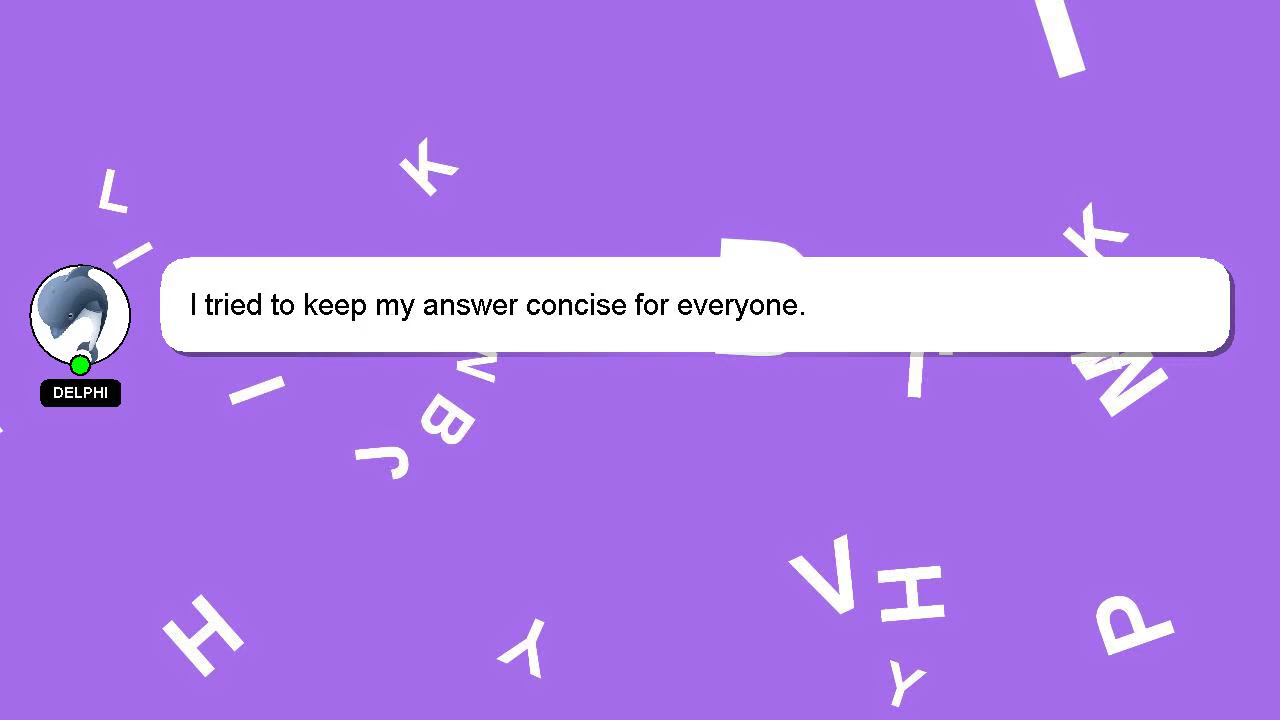 I
K
L
K
I
D
I tried to keep my answer concise for everyone.
DELPHI
I
B
J
M
V
H
H
P
Y
Y